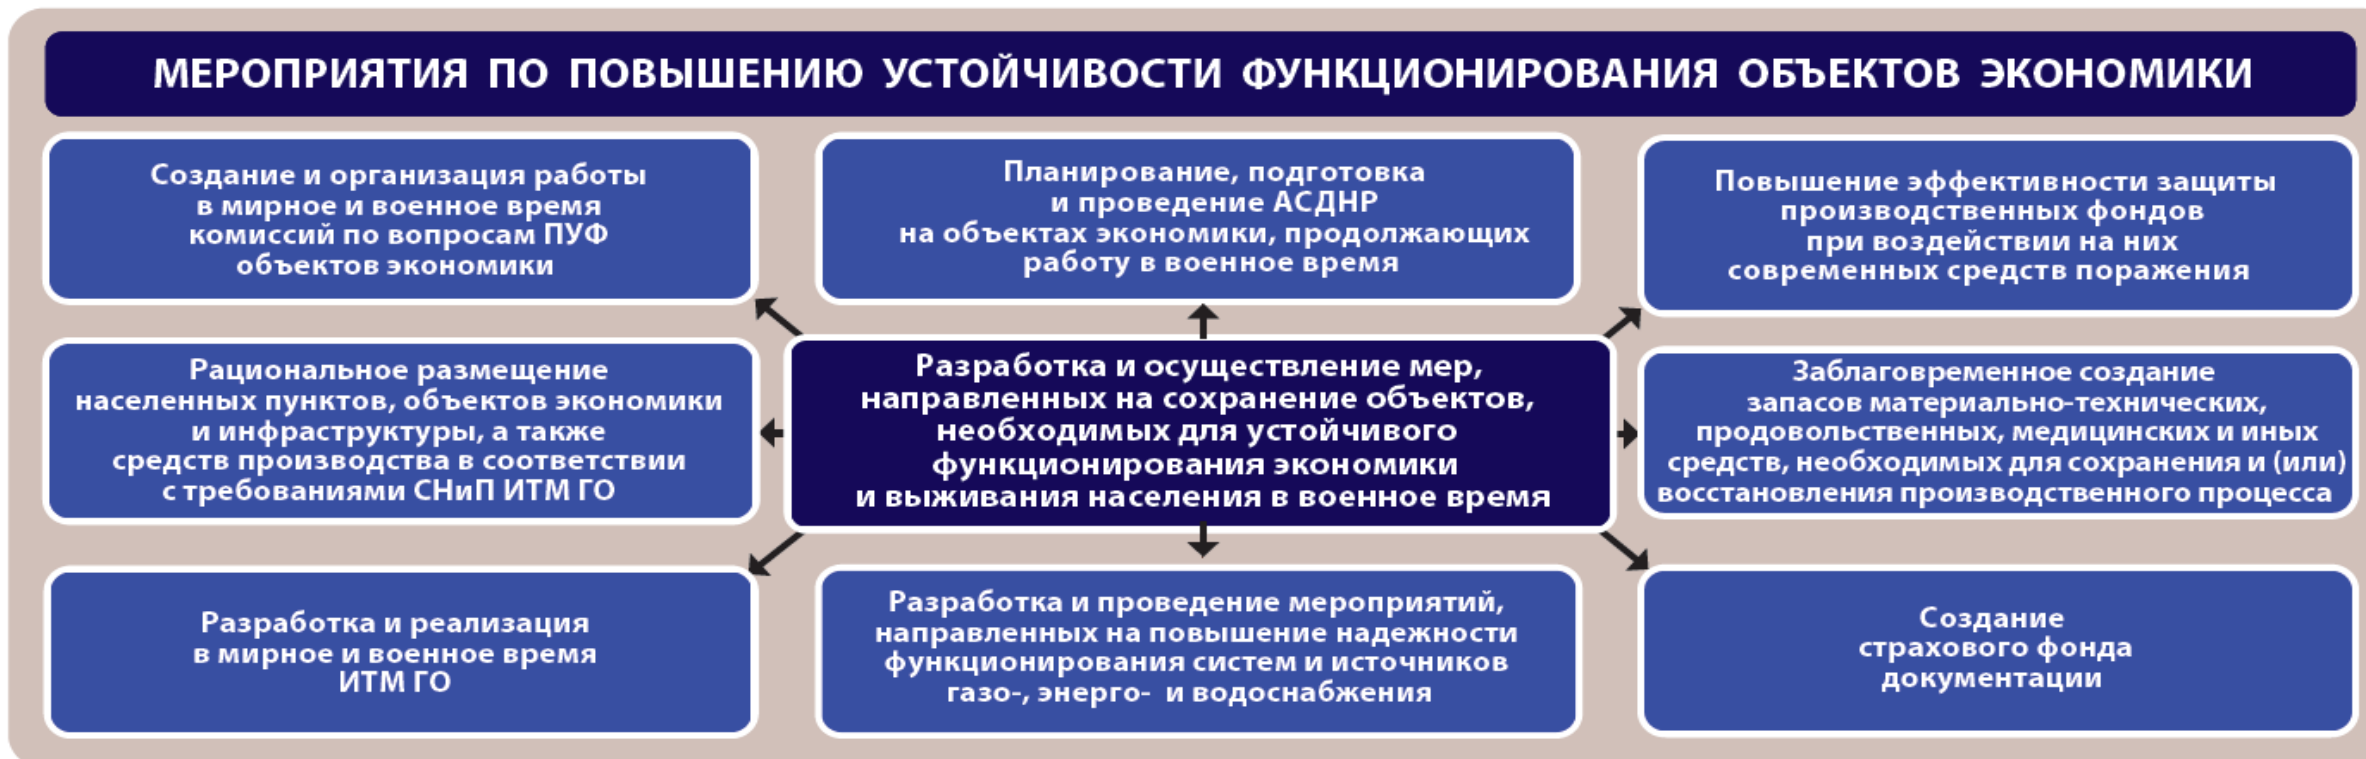 МЕРОПРИЯТИЯ ПО ПОВЫШЕНИЮ УСТОЙЧИВОСТИ ФУНКЦИОНИРОВАНИЯ ОБЪЕКТОВ ЭКОНОМИКИ
Создание и организация работы
в мирное и военное время
комиссий по вопросам ПУФ
объектов экономики
Планирование, подготовка
и проведение АСДНР
на объектах экономики, продолжающих
работу в военное время
Повышение эффективности защиты
производственных фондов
при воздействии на них
современных средств поражения
Рациональное размещение
населенных пунктов, объектов экономики
и инфраструктуры, а также
средств производства в соответствии
с требованиями СНиП ИТМ ГО
Разработка и осуществление мер,
направленных на сохранение объектов,
необходимых для устойчивого
функционирования экономики
и выживания населения в военное время
Заблаговременное создание
запасов материально-технических,
продовольственных, медицинских и иных
средств, необходимых для сохранения и (или)
восстановления производственного процесса
Разработка и реализация
в мирное и военное время
ИТМ ГО
Разработка и проведение мероприятий,
направленных на повышение надежности
функционирования систем и источников
газо-, энерго- и водоснабжения
Создание
страхового фонда
документации